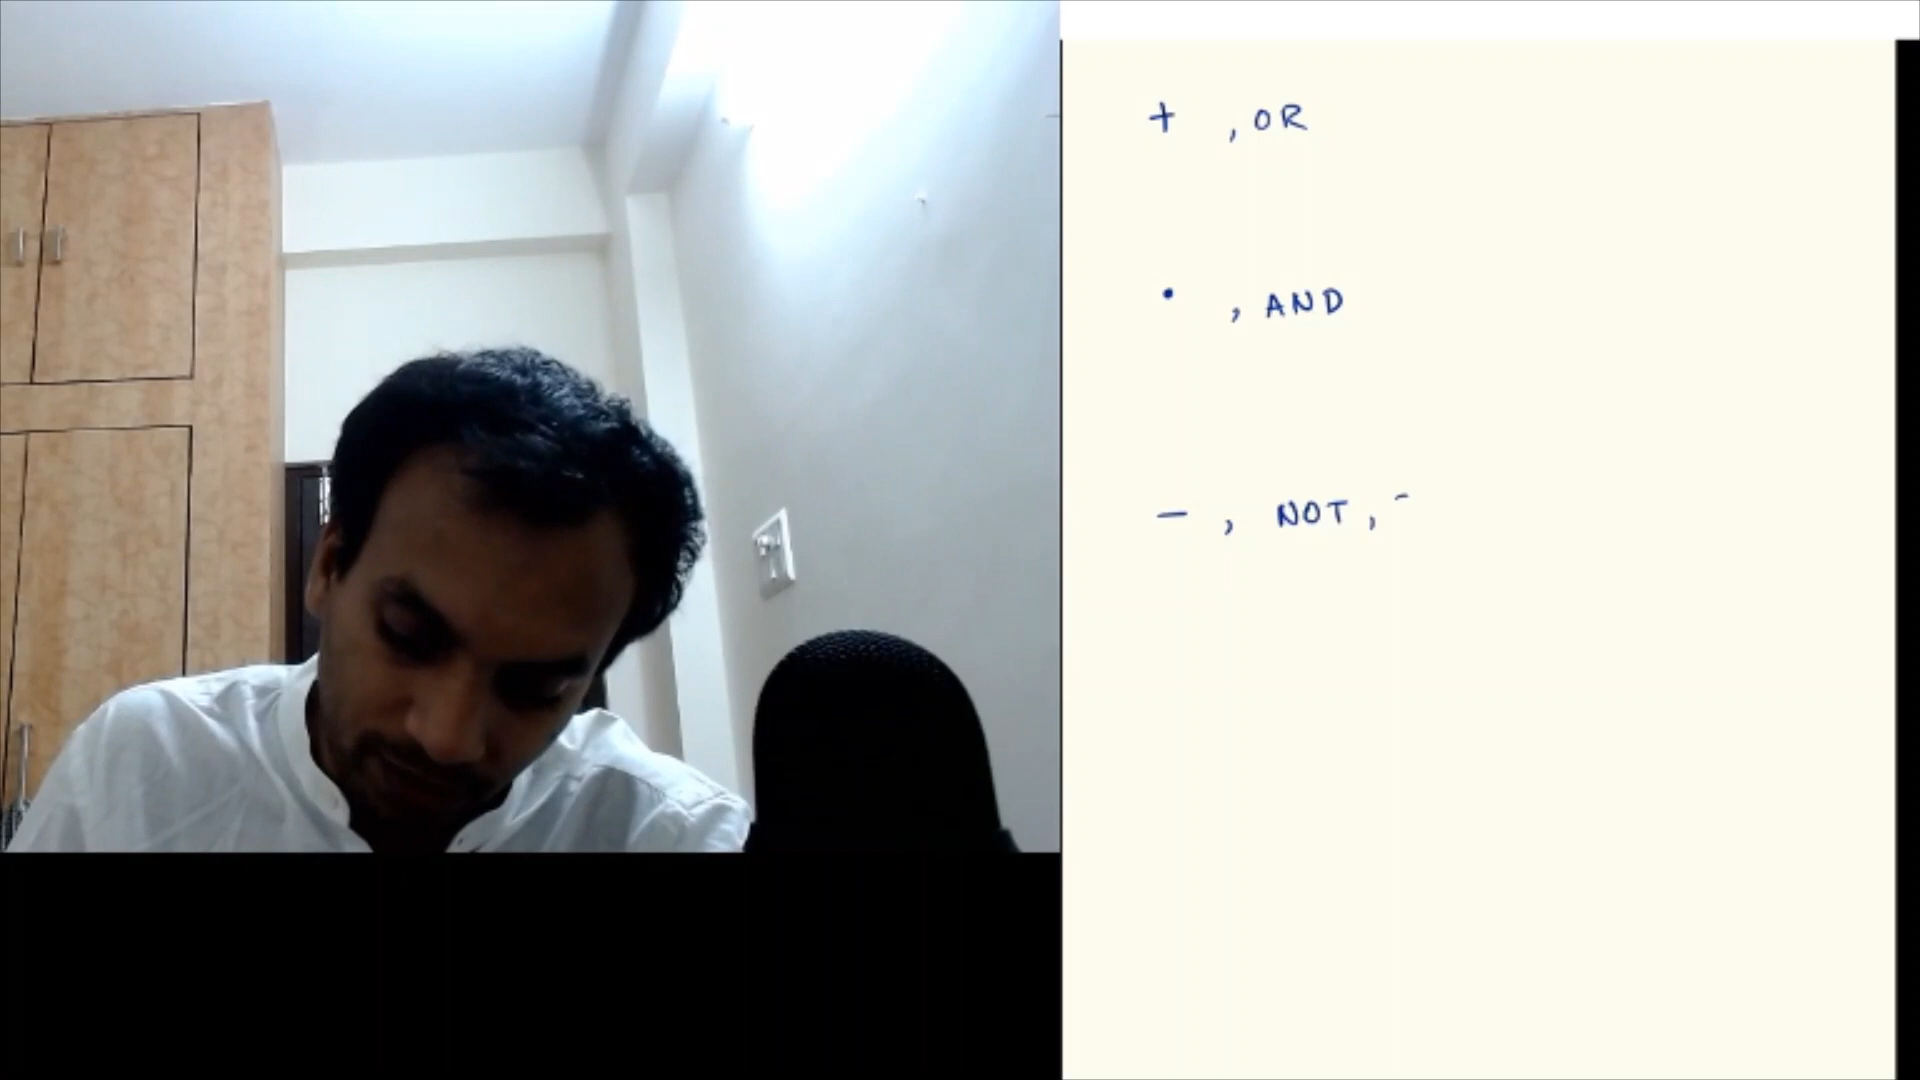 + , OR
• , AND
– , NOT , -